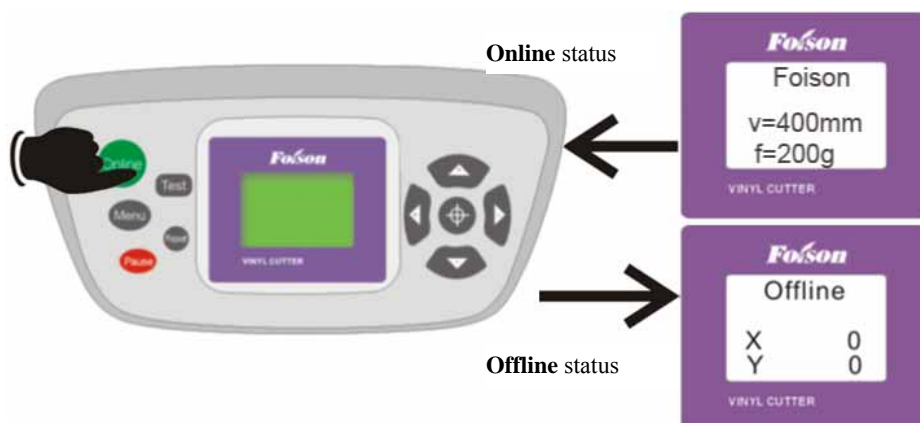 Online status
Foison
Foison
v=400mm
f=200g
VINYL CUTTER
Online
Test
Menu
Pause
Foison
VINYL CUTTER
Foison
Offline
X 0
Y 0
VINYL CUTTER
Offline status